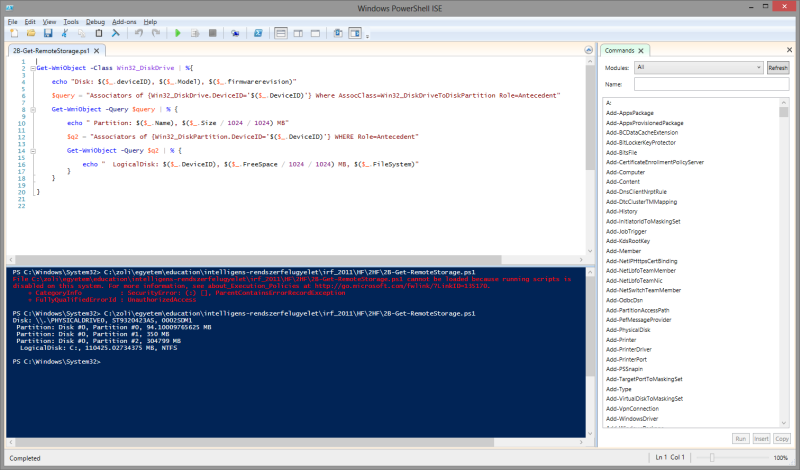 Windows PowerShell ISE
File Edit View Tools Debug Add-ons Help
2B-Get-RemoteStorage.ps1 X
1
2 Get-WmiObject -Class Win32_DiskDrive | %{
3
4 echo "Disk: $($_.deviceID), $($_.Model), $($_.firmwarerevision)"
5
6 $query = "Associators of {Win32_DiskDrive.DeviceID='$($_.DeviceID)'} Where AssocClass=Win32_DiskDriveToDiskPartition Role=Antecedent"
7
8 Get-WmiObject -Query $query | % {
9
10 echo " Partition: $($_.Name), $($_.Size / 1024 / 1024) MB"
11
12 $q2 = "Associators of {Win32_DiskPartition.DeviceID='$($_.DeviceID)'} WHERE Role=Antecedent"
13
14 Get-WmiObject -Query $q2 | % {
15
16 echo "  LogicalDisk: $($_.DeviceID), $($_.FreeSpace / 1024 / 1024) MB, $($_.FileSystem)"
17 }
18 }
19
20 }
21
22
PS C:\Windows\System32> C:\zoli\egyetem\education\intelligens-rendszerfelugyelet\irf_2011\HF\2HF\2B-Get-RemoteStorage.ps1
File C:\zoli\egyetem\education\intelligens-rendszerfelugyelet\irf_2011\HF\2HF\2B-Get-RemoteStorage.ps1 cannot be loaded because running scripts is
disabled on this system. For more information, see about_Execution_Policies at http://go.microsoft.com/fwlink/?LinkID=135170.
+ CategoryInfo : SecurityError: (:) [], ParentContainsErrorRecordException
+ FullyQualifiedErrorId : UnauthorizedAccess
PS C:\Windows\System32> C:\zoli\egyetem\education\intelligens-rendszerfelugyelet\irf_2011\HF\2HF\2B-Get-RemoteStorage.ps1
Disk: \\.\PHYSICALDRIVE0, ST9320423AS, 0002SDM1
Partition: Disk #0, Partition #0, 94.10009765625 MB
Partition: Disk #0, Partition #1, 350 MB
Partition: Disk #0, Partition #2, 304799 MB
LogicalDisk: C:, 110425.02734375 MB, NTFS
PS C:\Windows\System32>
Commands X
Modules: All Refresh
Name:
A:
Add-AppxPackage
Add-AppxProvisionedPackage
Add-BCDataCacheExtension
Add-BitLockerKeyProtector
Add-BitsFile
Add-CertificateEnrollmentPolicyServer
Add-Computer
Add-Content
Add-DnsClientNrptRule
Add-DtcClusterTMMapping
Add-History
Add-InitiatorIdToMaskingSet
Add-JobTrigger
Add-KdsRootKey
Add-Member
Add-NetIPHttpsCertBinding
Add-NetLbfoTeamMember
Add-NetLbfoTeamNic
Add-NetSwitchTeamMember
Add-OdbcDsn
Add-PartitionAccessPath
Add-PefMessageProvider
Add-PhysicalDisk
Add-Printer
Add-PrinterDriver
Add-PrinterPort
Add-PSSnapin
Add-TargetPortToMaskingSet
Add-Type
Add-VirtualDiskToMaskingSet
Add-VpnConnection
Add-WindowsDriver
Run Insert Copy
Completed
Ln 1 Col 1
100%